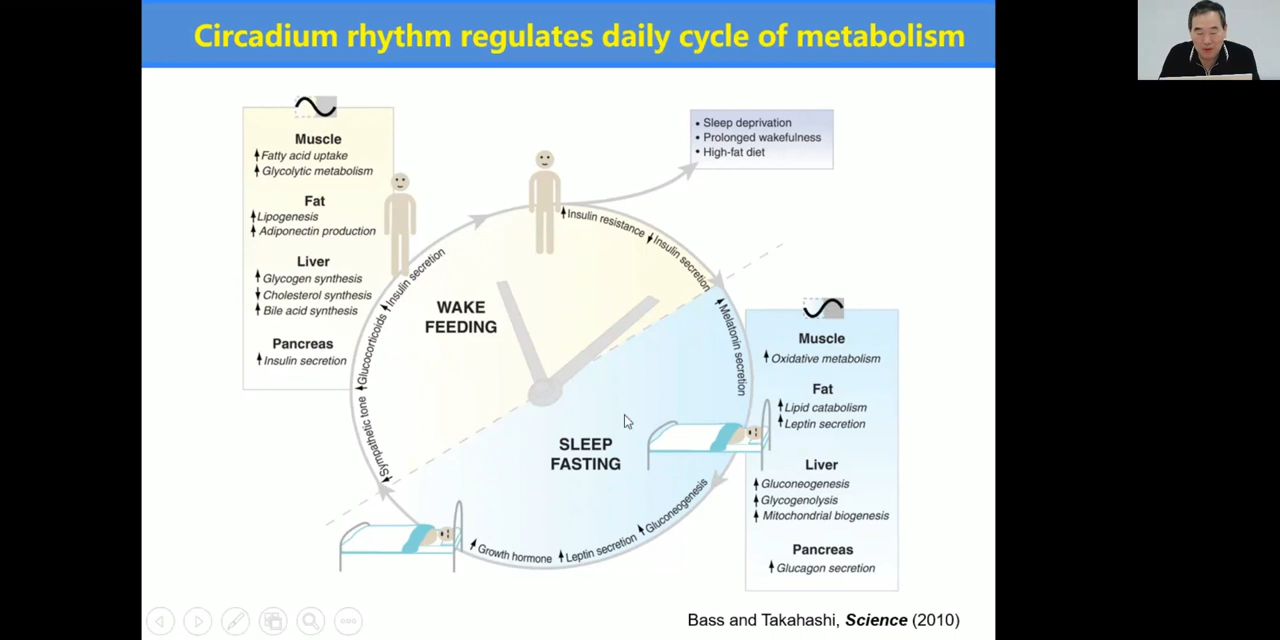 Circadium rhythm regulates daily cycle of metabolism
Muscle
Fatty acid uptake
Glycolytic metabolism
Fat
Lipogenesis
Adiponectin production
Liver
Glycogen synthesis
Cholesterol synthesis
Bile acid synthesis
Pancreas
Insulin secretion
• Sleep deprivation
• Prolonged wakefulness
• High-fat diet
WAKE
FEEDING
SLEEP
FASTING
Sympathetic tone
Glucocorticoids
Insulin secretion
Insulin resistance
Insulin secretion
Melatonin secretion
Gluconeogenesis
Leptin secretion
Growth hormone
Muscle
Oxidative metabolism
Fat
Lipid catabolism
Leptin secretion
Liver
Gluconeogenesis
Glycogenolysis
Mitochondrial biogenesis
Pancreas
Glucagon secretion
Bass and Takahashi, Science (2010)